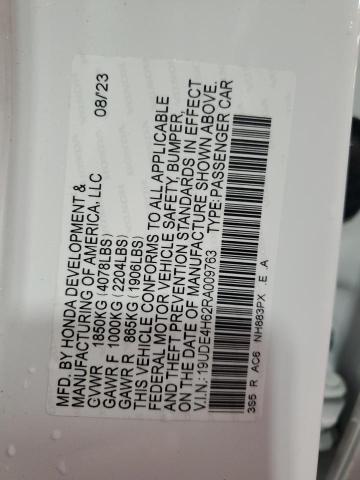 MFD. BY HONDA DEVELOPMENT &
MANUFACTURING OF AMERICA, LLC 08/'23
GVWR 1850KG (4078LBS)
GAWR F 1000KG (2204LBS)
GAWR R 865KG (1906LBS)
THIS VEHICLE CONFORMS TO ALL APPLICABLE
FEDERAL MOTOR VEHICLE SAFETY, BUMPER,
AND THEFT PREVENTION STANDARDS IN EFFECT
ON THE DATE OF MANUFACTURE SHOWN ABOVE.
V.I.N.: 19UDE4H62RA009763 TYPE: PASSENGER CAR
3S5 R AC6 NH883PX E .A